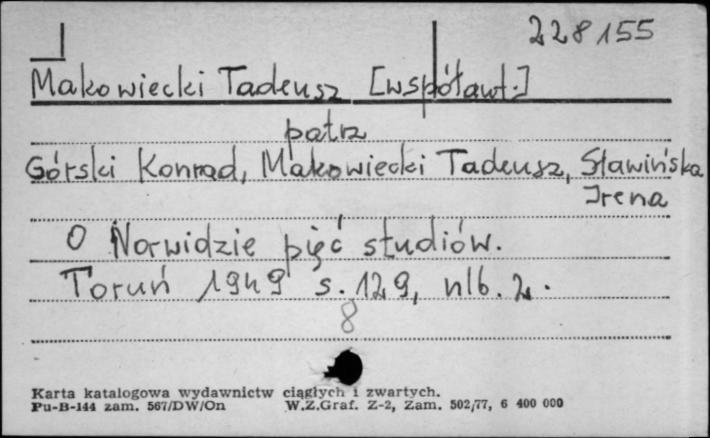 228155
Makowiecki Tadeusz [współaut.]
patrz
Górski Konrad, Makowiecki Tadeusz, Sławińska
Irena
O Norwidzie pięć studiów.
Toruń 1949 s. 129, nlb. 2.
8
Karta katalogowa wydawnictw ciągłych i zwartych.
Pu-B-144 zam. 567/DW/On W.Z.Graf. Z-2, Zam. 502/77, 6 400 000